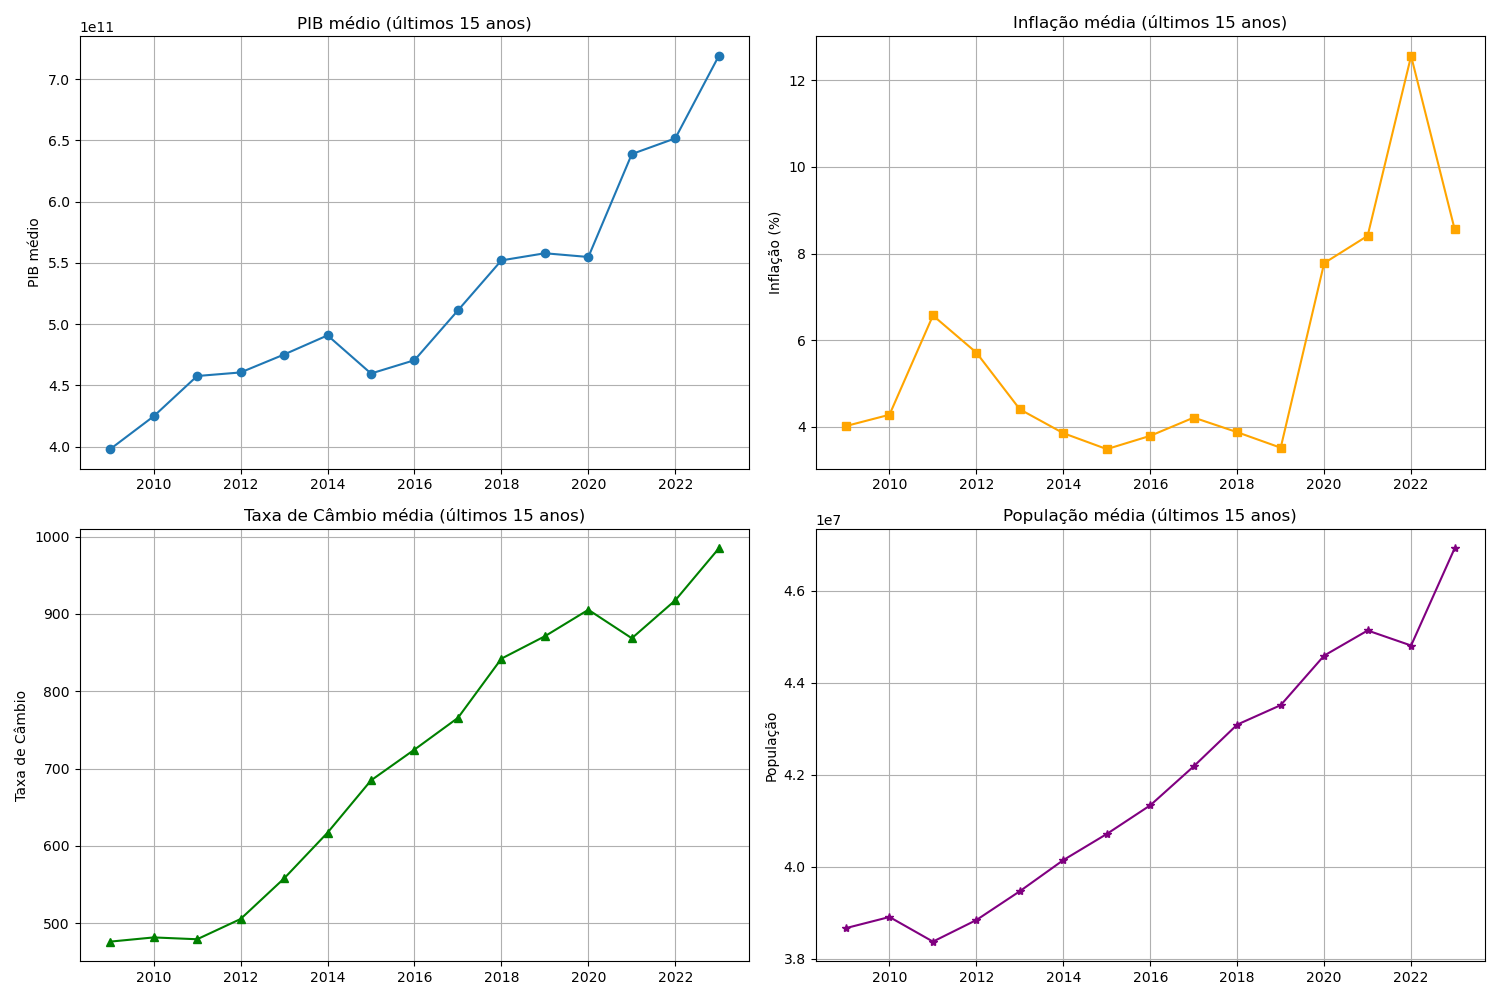 PIB médio (últimos 15 anos)
1e11
7.0
6.5
6.0
5.5
5.0
4.5
4.0
PIB médio
2010 2012 2014 2016 2018 2020 2022
Inflação média (últimos 15 anos)
12
10
8
6
4
Inflação (%)
2010 2012 2014 2016 2018 2020 2022
Taxa de Câmbio média (últimos 15 anos)
1000
900
800
700
600
500
Taxa de Câmbio
2010 2012 2014 2016 2018 2020 2022
População média (últimos 15 anos)
1e7
4.6
4.4
4.2
4.0
3.8
População
2010 2012 2014 2016 2018 2020 2022